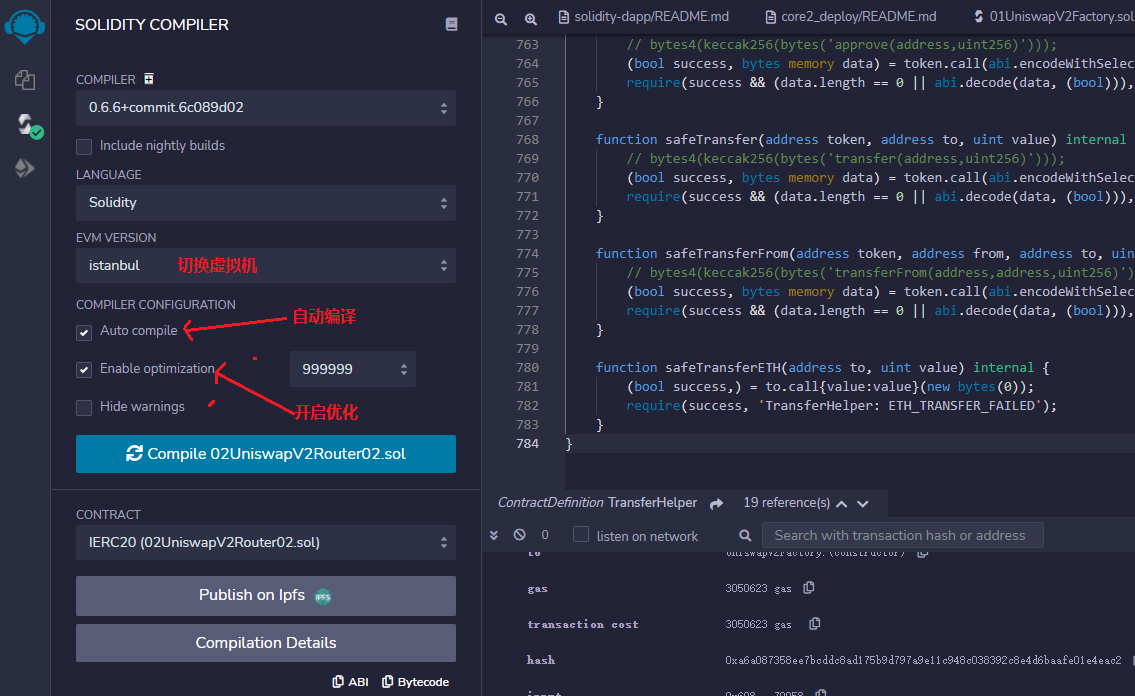 SOLIDITY COMPILER
COMPILER
0.6.6+commit.6c089d02
Include nightly builds
LANGUAGE
Solidity
EVM VERSION
istanbul 切换虚拟机
COMPILER CONFIGURATION
Auto compile 自动编译
Enable optimization 999999
开启优化
Hide warnings
Compile 02UniswapV2Router02.sol
CONTRACT
IERC20 (02UniswapV2Router02.sol)
Publish on Ipfs IPFS
Compilation Details
ABI Bytecode
solidity-dapp/README.md core2_deploy/README.md 01UniswapV2Factory.sol
763 // bytes4(keccak256(bytes('approve(address,uint256)')));
764 (bool success, bytes memory data) = token.call(abi.encodeWithSelec
765 require(success && (data.length == 0 || abi.decode(data, (bool))),
766 }
767
768 function safeTransfer(address token, address to, uint value) internal
769 // bytes4(keccak256(bytes('transfer(address,uint256)')));
770 (bool success, bytes memory data) = token.call(abi.encodeWithSelec
771 require(success && (data.length == 0 || abi.decode(data, (bool))),
772 }
773
774 function safeTransferFrom(address token, address from, address to, uin
775 // bytes4(keccak256(bytes('transferFrom(address,address,uint256)')
776 (bool success, bytes memory data) = token.call(abi.encodeWithSelec
777 require(success && (data.length == 0 || abi.decode(data, (bool))),
778 }
779
780 function safeTransferETH(address to, uint value) internal {
781 (bool success,) = to.call{value:value}(new bytes(0));
782 require(success, 'TransferHelper: ETH_TRANSFER_FAILED');
783 }
784 }
ContractDefinition TransferHelper 19 reference(s)
0 listen on network Search with transaction hash or address
to UniswapV2Factory.(constructor)
gas 3050623 gas
transaction cost 3050623 gas
hash 0xa6a087358ee7bcddc8ad175b9d797a9e11c948c038392c8e4d6baafe01e4eac2
input 0x608...70058